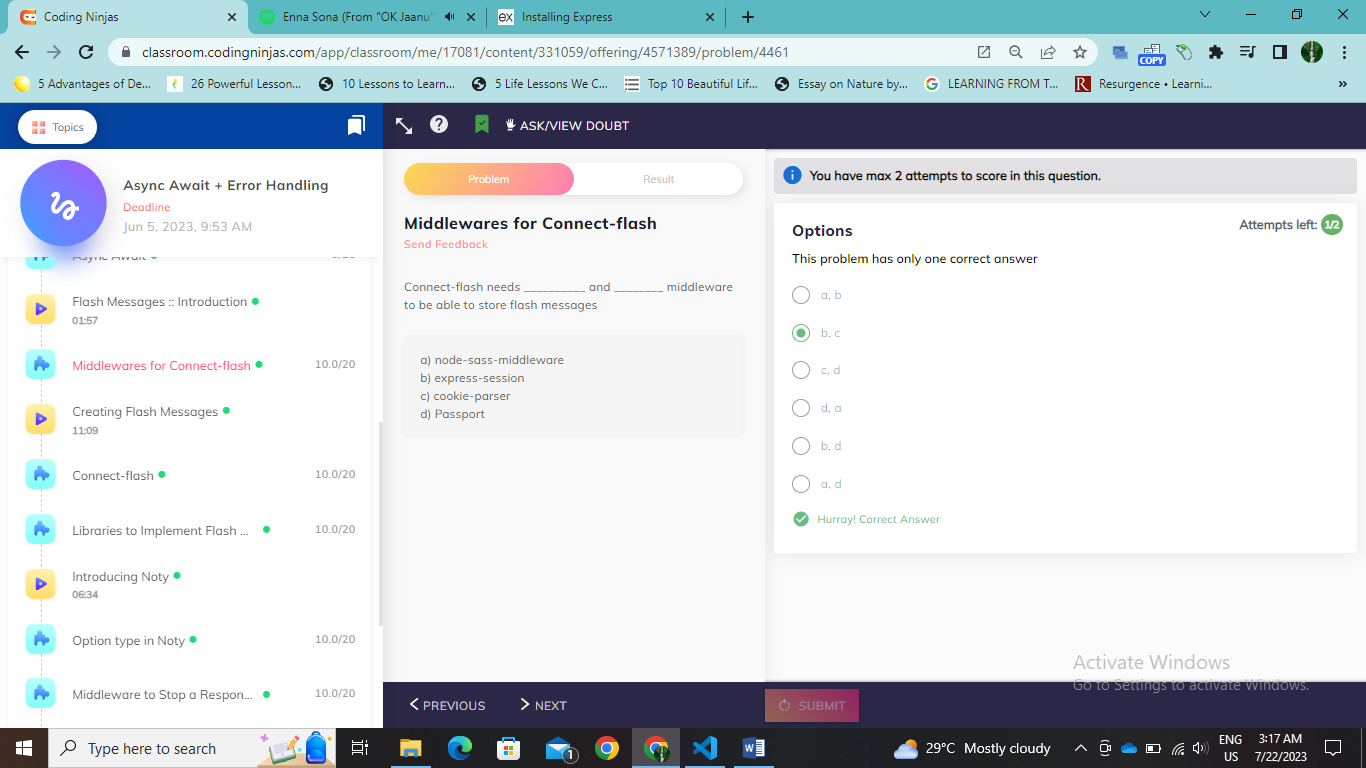 Coding Ninjas
Enna Sona (From "OK Jaanu"
ex Installing Express
classroom.codingninjas.com/app/classroom/me/17081/content/331059/offering/4571389/problem/4461
COPY
5 Advantages of De...
26 Powerful Lesson...
10 Lessons to Learn...
5 Life Lessons We C...
Top 10 Beautiful Lif...
Essay on Nature by...
LEARNING FROM T...
R Resurgence • Learni...
Topics
ASK/VIEW DOUBT
Async Await + Error Handling
Deadline
Jun 5, 2023, 9:53 AM
Async Await
Flash Messages :: Introduction
01:57
Middlewares for Connect-flash 10.0/20
Creating Flash Messages
11:09
Connect-flash 10.0/20
Libraries to Implement Flash ... 10.0/20
Introducing Noty
06:34
Option type in Noty 10.0/20
Middleware to Stop a Respon... 10.0/20
Problem
Result
Middlewares for Connect-flash
Send Feedback
Connect-flash needs __________ and ________ middleware
to be able to store flash messages
a) node-sass-middleware
b) express-session
c) cookie-parser
d) Passport
You have max 2 attempts to score in this question.
Options
Attempts left: 1/2
This problem has only one correct answer
a, b
b, c
c, d
d, a
b, d
a, d
Hurray! Correct Answer
Activate Windows
Go to Settings to activate Windows.
PREVIOUS
NEXT
SUBMIT
Type here to search
1
29°C Mostly cloudy
ENG
US
3:17 AM
7/22/2023